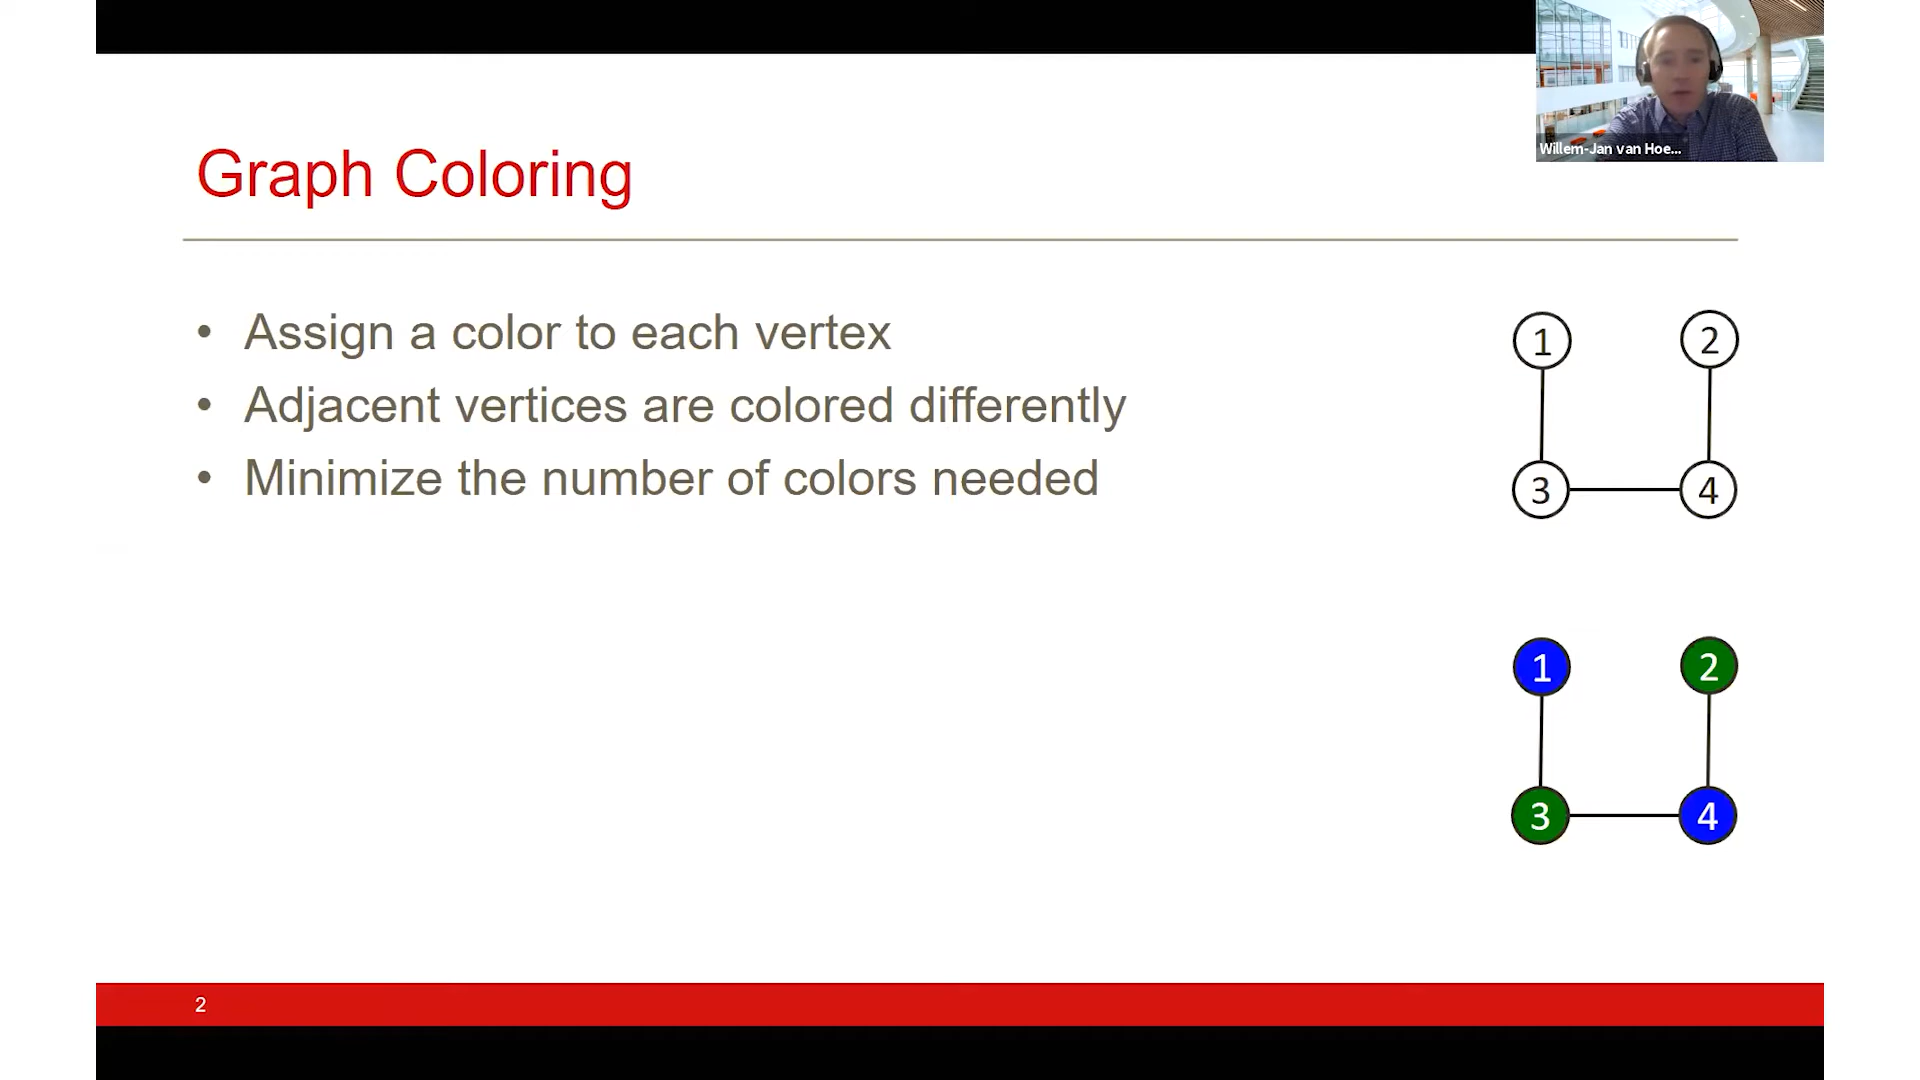 Willem-Jan van Hoe...
Graph Coloring
• Assign a color to each vertex
• Adjacent vertices are colored differently
• Minimize the number of colors needed
1 2
3 4
1 2
3 4
2